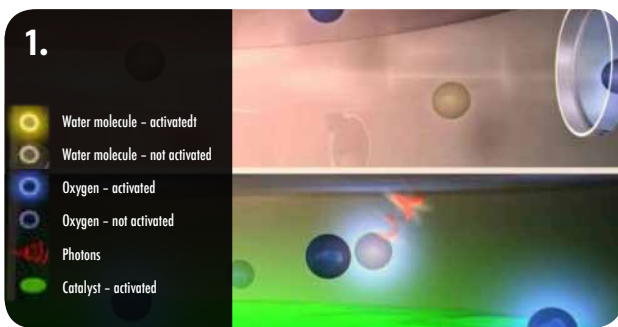 1.
Water molecule – activatedt
Water molecule – not activated
Oxygen – activated
Oxygen – not activated
Photons
Catalyst – activated